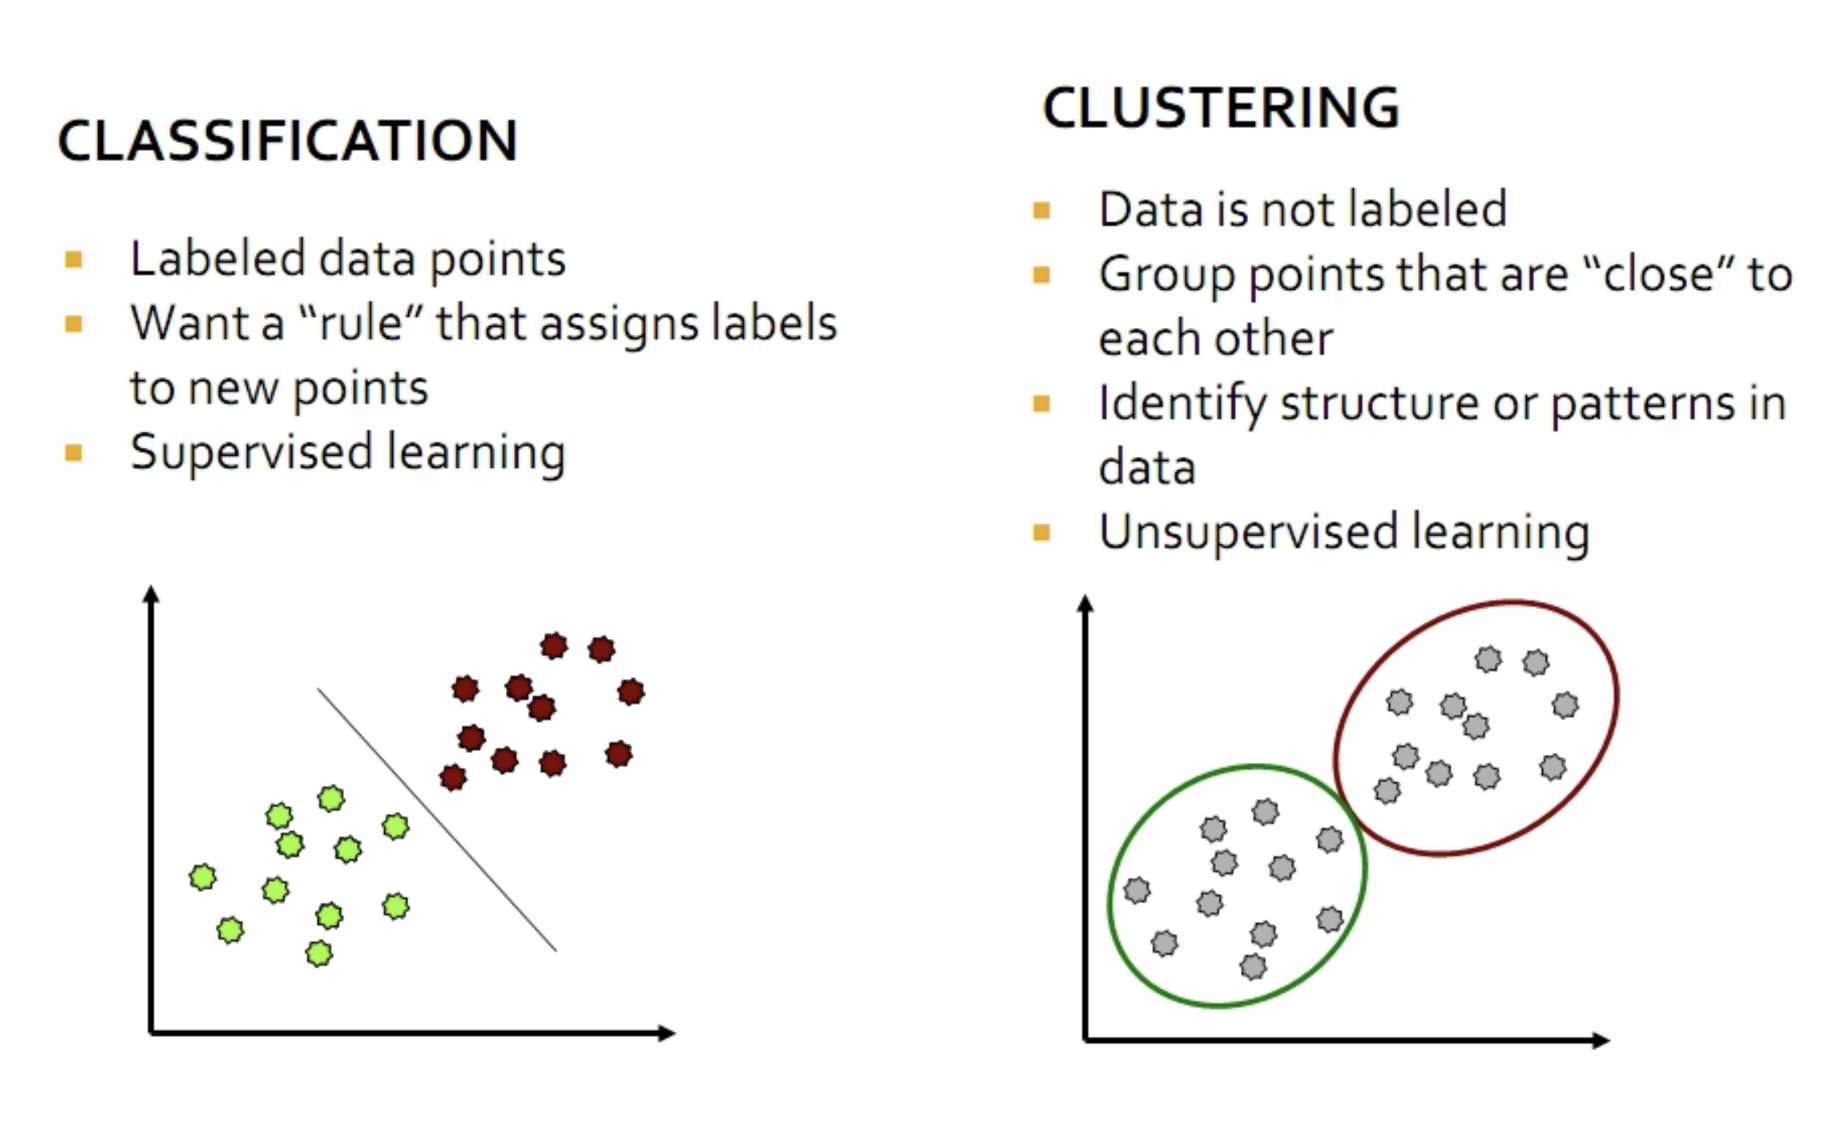 CLASSIFICATION
Labeled data points
Want a “rule” that assigns labels
to new points
Supervised learning
CLUSTERING
Data is not labeled
Group points that are “close” to
each other
Identify structure or patterns in
data
Unsupervised learning